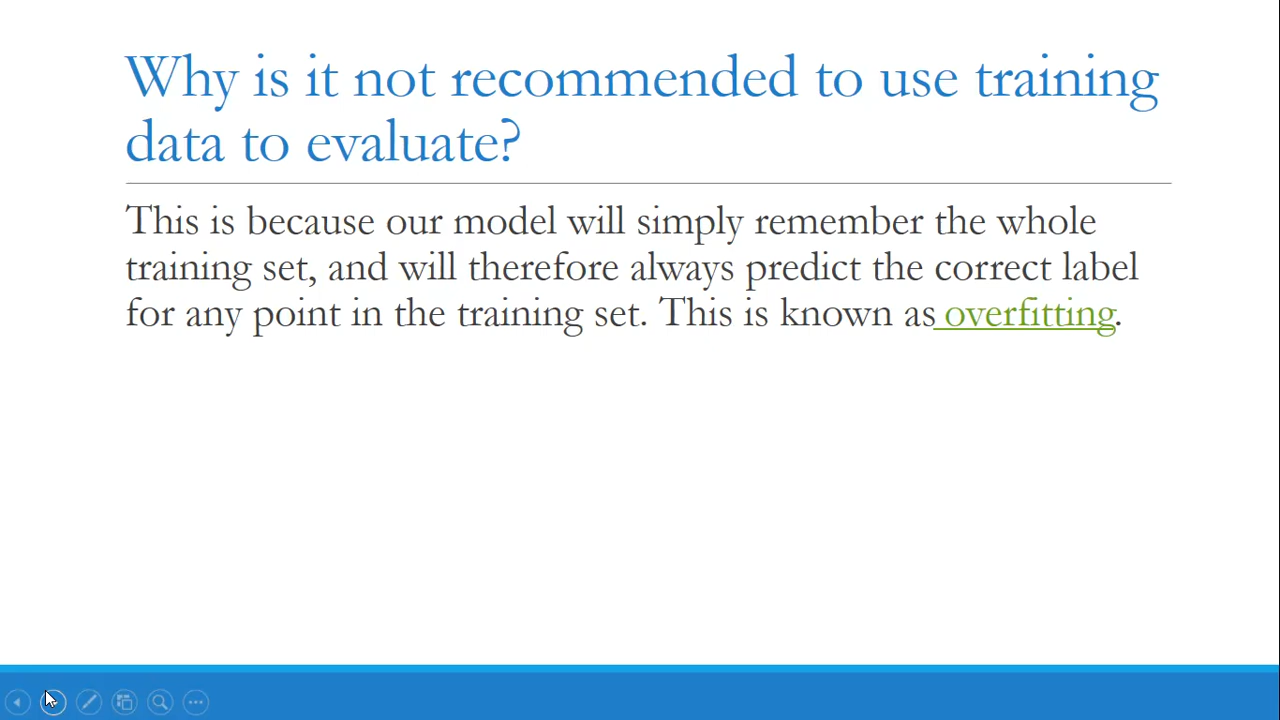 Why is it not recommended to use training
data to evaluate?
This is because our model will simply remember the whole
training set, and will therefore always predict the correct label
for any point in the training set. This is known as overfitting.